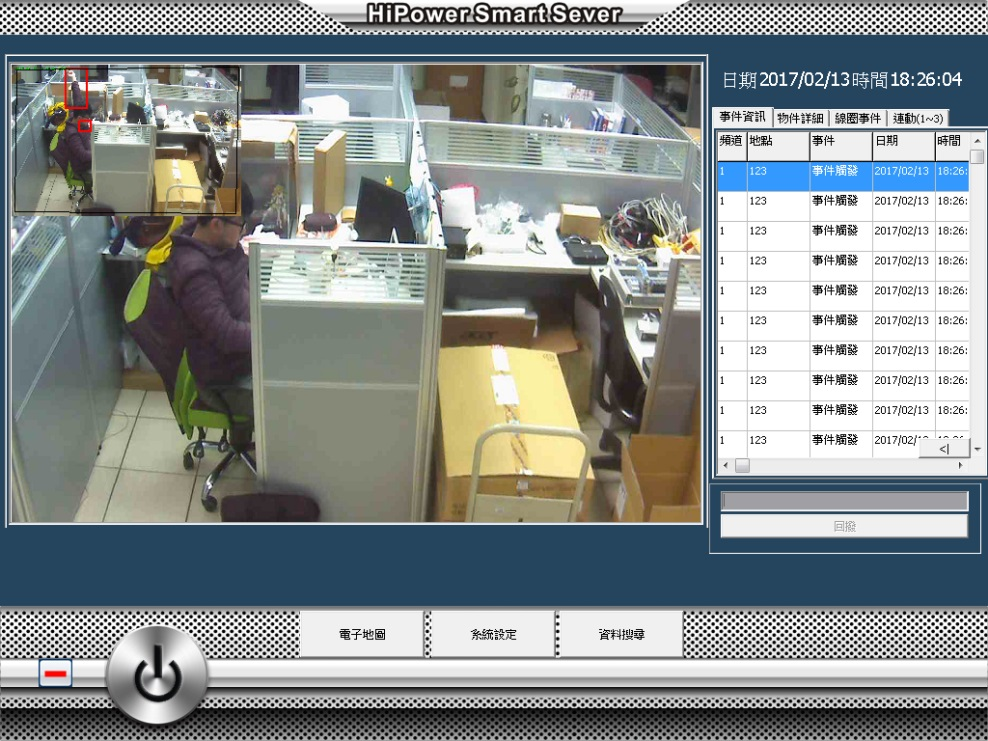 HiPower Smart Sever
日期2017/02/13時間18:26:04
事件資訊 物件詳細 線圈事件 連動(1~3)
頻道 地點 事件 日期 時間
1 123 事件觸發 2017/02/13 18:26:
1 123 事件觸發 2017/02/13 18:26:
1 123 事件觸發 2017/02/13 18:26:
1 123 事件觸發 2017/02/13 18:26:
1 123 事件觸發 2017/02/13 18:26:
1 123 事件觸發 2017/02/13 18:26:
1 123 事件觸發 2017/02/13 18:26:
1 123 事件觸發 2017/02/13 18:26:
1 123 事件觸發 2017/02/13 18:26:
1 123 事件觸發
<|
回撥
電子地圖 系統設定 資料搜尋